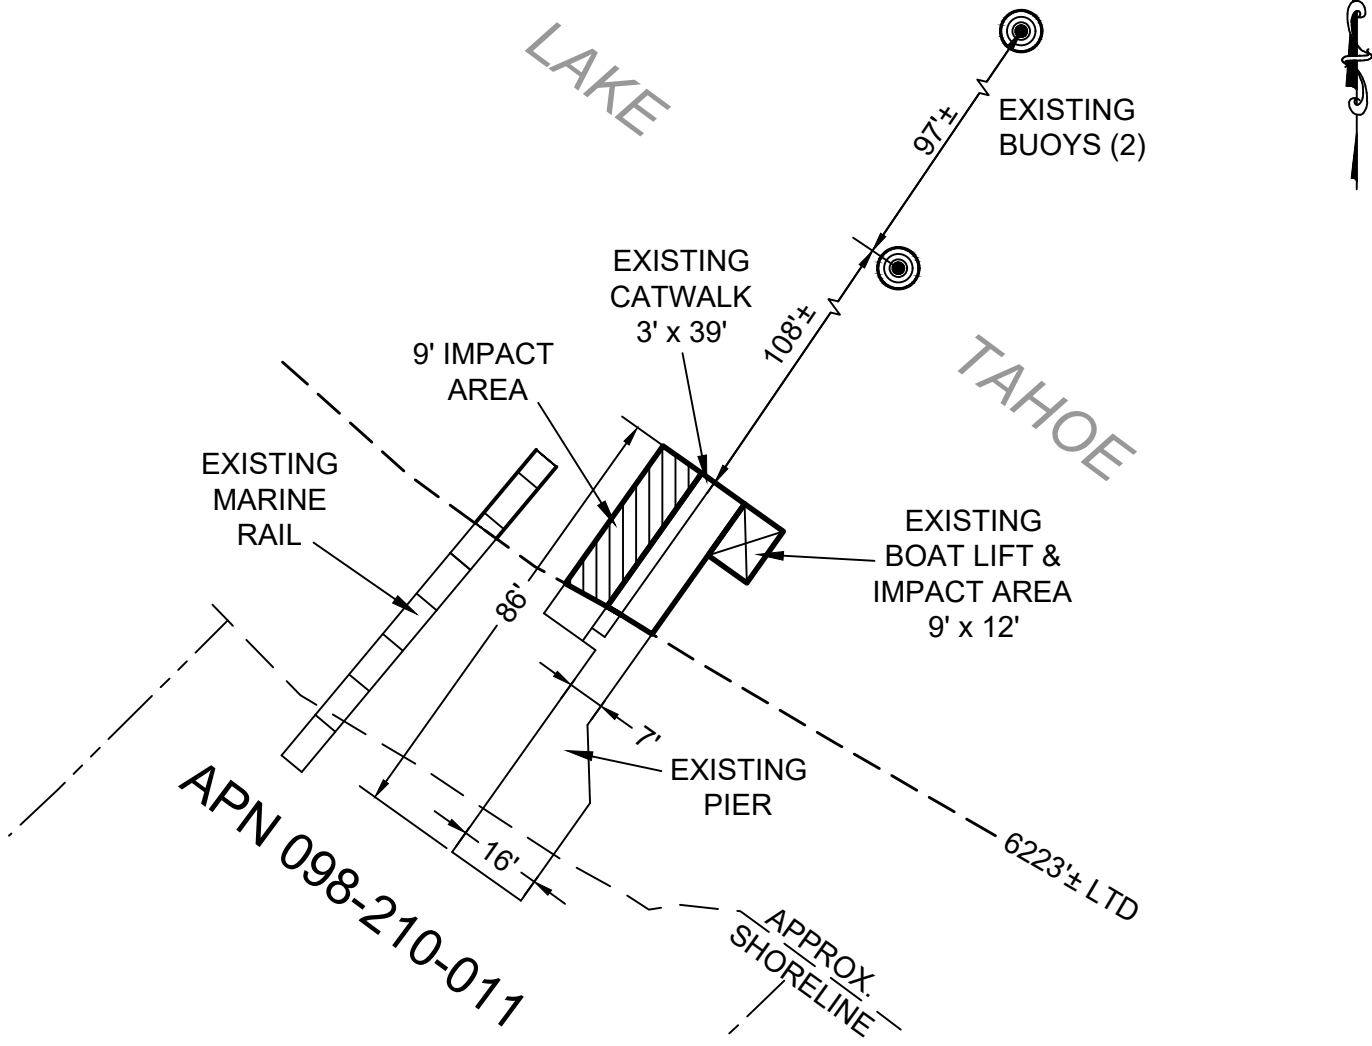 LAKE
97'±
EXISTING
BUOYS (2)
EXISTING
CATWALK
3' x 39'
108'±
9' IMPACT
AREA
TAHOE
EXISTING
MARINE
RAIL
EXISTING
BOAT LIFT &
IMPACT AREA
9' x 12'
86'
7'
EXISTING
PIER
16'
6223'± LTD
APN 098-210-011
APPROX.
SHORELINE